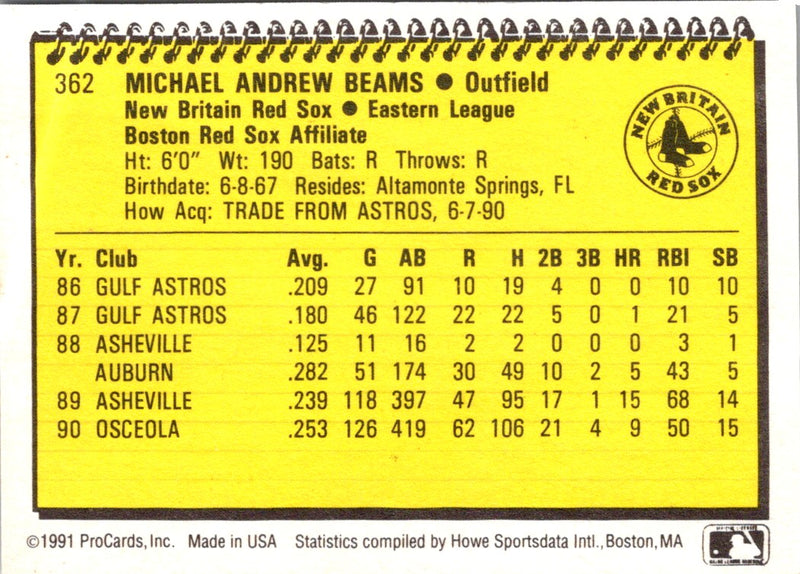 362 MICHAEL ANDREW BEAMS ● Outfield
New Britain Red Sox ● Eastern League
Boston Red Sox Affiliate
Ht: 6'0" Wt: 190 Bats: R Throws: R
Birthdate: 6-8-67 Resides: Altamonte Springs, FL
How Acq: TRADE FROM ASTROS, 6-7-90
NEW BRITAIN
RED SOX
Yr. Club Avg. G AB R H 2B 3B HR RBI SB
86 GULF ASTROS .209 27 91 10 19 4 0 0 10 10
87 GULF ASTROS .180 46 122 22 22 5 0 1 21 5
88 ASHEVILLE .125 11 16 2 2 0 0 0 3 1
AUBURN .282 51 174 30 49 10 2 5 43 5
89 ASHEVILLE .239 118 397 47 95 17 1 15 68 14
90 OSCEOLA .253 126 419 62 106 21 4 9 50 15
©1991 ProCards, Inc. Made in USA Statistics compiled by Howe Sportsdata Intl., Boston, MA